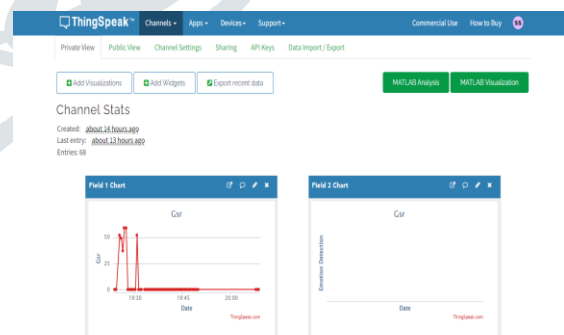 ThingSpeak™ Channels Apps Devices Support Commercial Use How to Buy SS
Private View Public View Channel Settings Sharing API Keys Data Import / Export
Add Visualizations Add Widgets Export recent data MATLAB Analysis MATLAB Visualization
Channel Stats
Created: about 14 hours ago
Last entry: about 13 hours ago
Entries: 68
Field 1 Chart
Gsr
Gsr
50
25
0
19:30 19:45 20:00
Date
ThingSpeak.com
Field 2 Chart
Gsr
Emotion Detection
Date
ThingSpeak.com